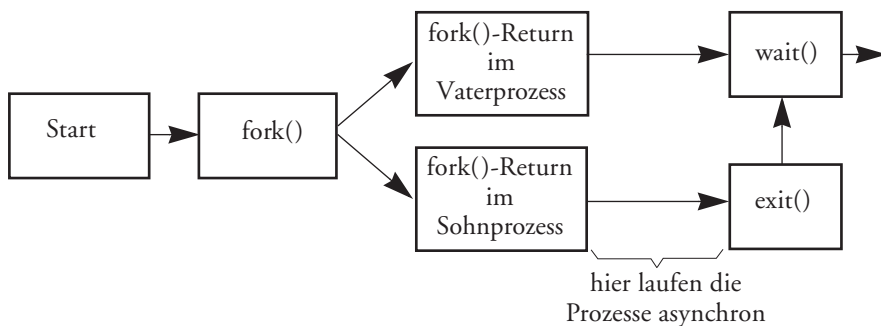 Start
fork()
fork()-Return
im
Vaterprozess
wait()
fork()-Return
im
Sohnprozess
exit()
hier laufen die
Prozesse asynchron